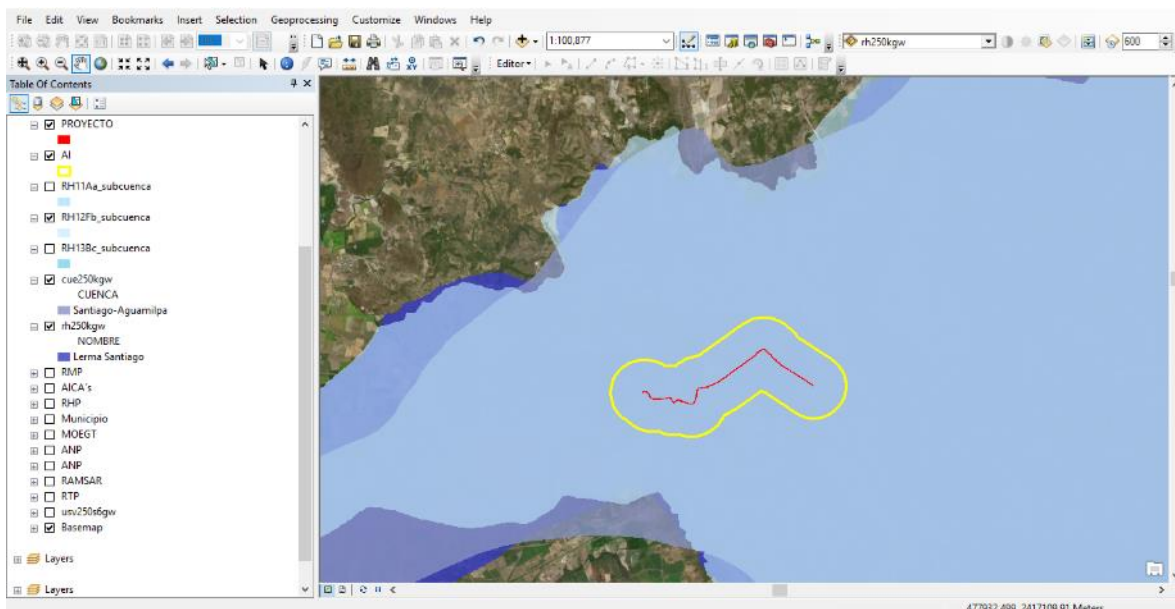 File Edit View Bookmarks Insert Selection Geoprocessing Customize Windows Help
1:100,877 rh250kgw 600
Editor
Table Of Contents
PROYECTO
AI
RH11Aa_subcuenca
RH12Fb_subcuenca
RH13Bc_subcuenca
cue250kgw
CUENCA
Santiago-Aguamilpa
rh250kgw
NOMBRE
Lerma Santiago
RMP
AICA's
RHP
Municipio
MOEGT
ANP
ANP
RAMSAR
RTP
usv250s6gw
Basemap
Layers
Layers
477932.499 2417109.91 Meters